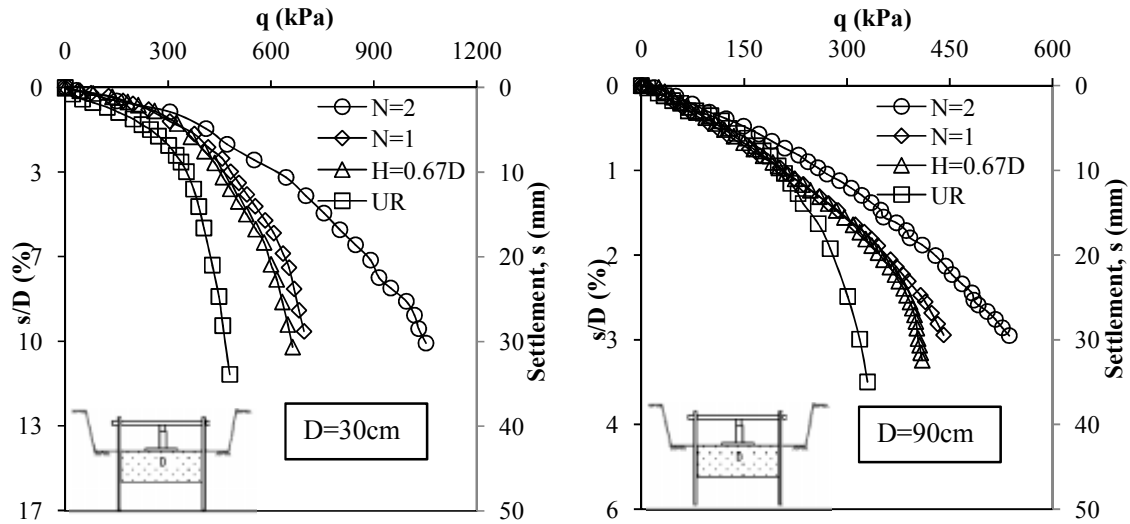 q (kPa)
0 300 600 900 1200
0
3
7
10
13
17
s/D (%)
0
10
20
30
40
50
Settlement, s (mm)
N=2
N=1
H=0.67D
UR
D
D=30cm
q (kPa)
0 150 300 450 600
0
1
2
3
4
6
s/D (%)
0
10
20
30
40
50
Settlement, s (mm)
N=2
N=1
H=0.67D
UR
D
D=90cm